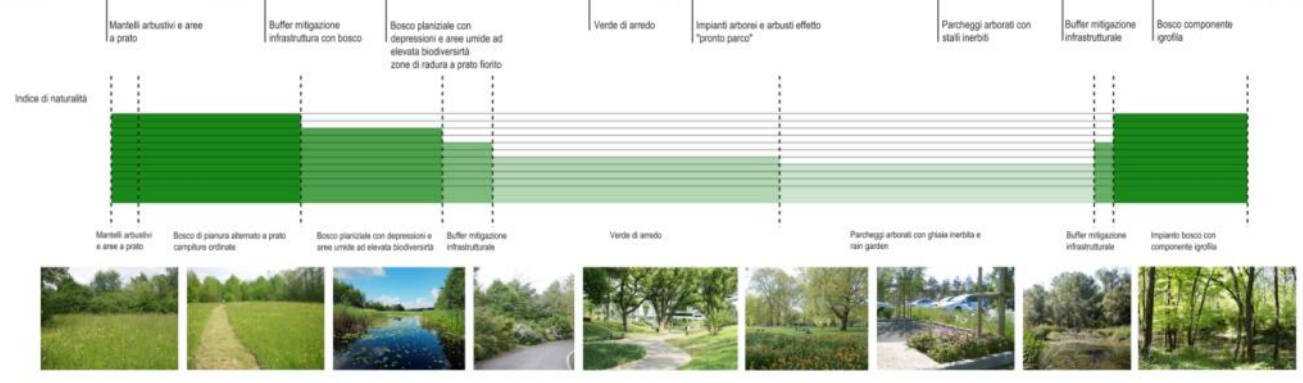 Mantelli arbustivi e aree
a prato
Buffer mitigazione
infrastruttura con bosco
Bosco planiziale con
depressioni e aree umide ad
elevata biodiversirtà
zone di radura a prato fiorito
Verde di arredo
Impianti arborei e arbusti effetto
"pronto parco"
Parcheggi arborati con
stalli inerbiti
Buffer mitigazione
infrastrutturale
Bosco componente
igrofila
Indice di naturalità
Mantelli arbustivi
e aree a prato
Bosco di pianura alternato a prato
campiture ordinate
Bosco planiziale con depressioni e
aree umide ad elevata biodiversirtà
Buffer mitigazione
infrastrutturale
Verde di arredo
Parcheggi arborati con ghiaia inerbita e
rain garden
Buffer mitigazione
infrastrutturale
Impianto bosco con
componente igrofila